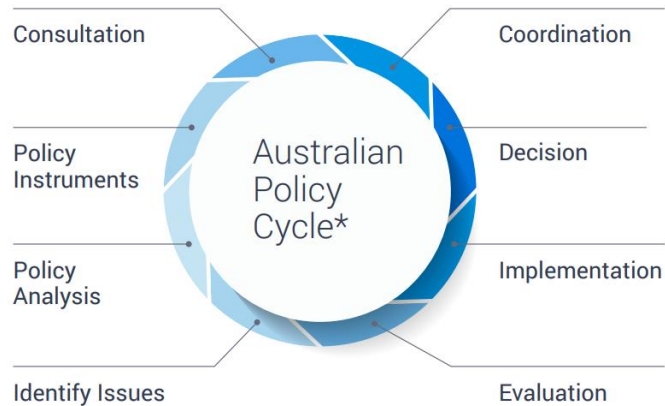 Consultation
Coordination
Policy
Instruments
Australian
Policy
Cycle*
Decision
Policy
Analysis
Implementation
Identify Issues
Evaluation